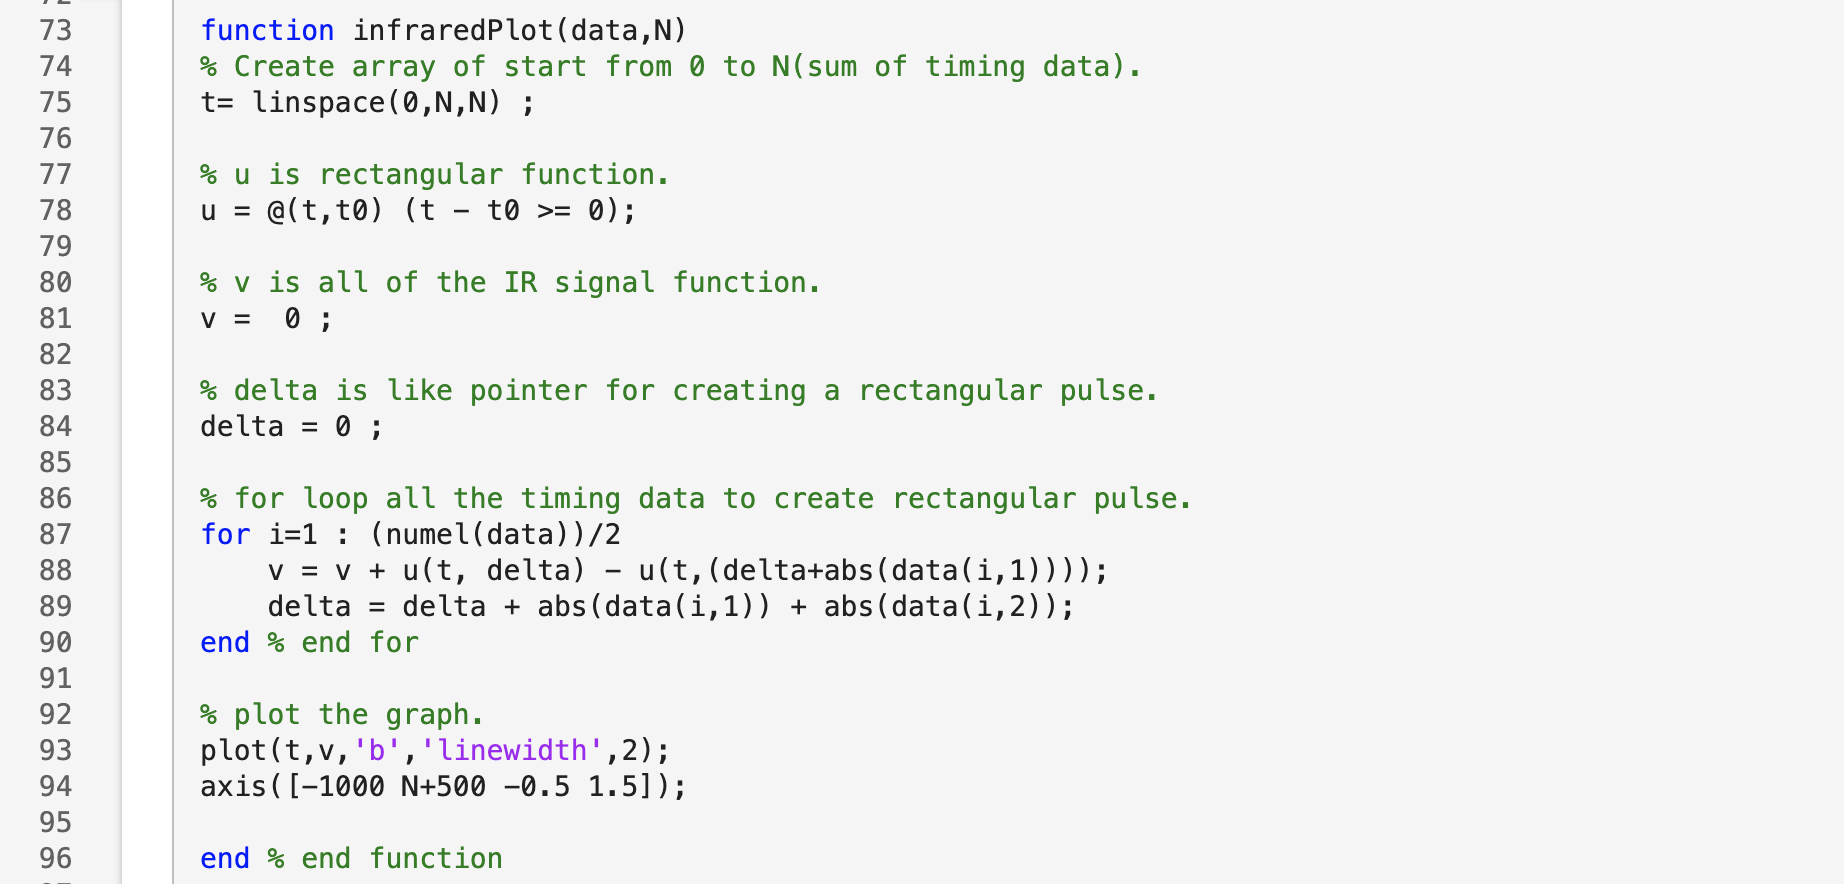 73 function infraredPlot(data,N)
74 % Create array of start from 0 to N(sum of timing data).
75 t= linspace(0,N,N) ;
76
77 % u is rectangular function.
78 u = @(t,t0) (t - t0 >= 0);
79
80 % v is all of the IR signal function.
81 v =  0 ;
82
83 % delta is like pointer for creating a rectangular pulse.
84 delta = 0 ;
85
86 % for loop all the timing data to create rectangular pulse.
87 for i=1 : (numel(data))/2
88     v = v + u(t, delta) - u(t,(delta+abs(data(i,1))));
89     delta = delta + abs(data(i,1)) + abs(data(i,2));
90 end % end for
91
92 % plot the graph.
93 plot(t,v,'b','linewidth',2);
94 axis([-1000 N+500 -0.5 1.5]);
95
96 end % end function